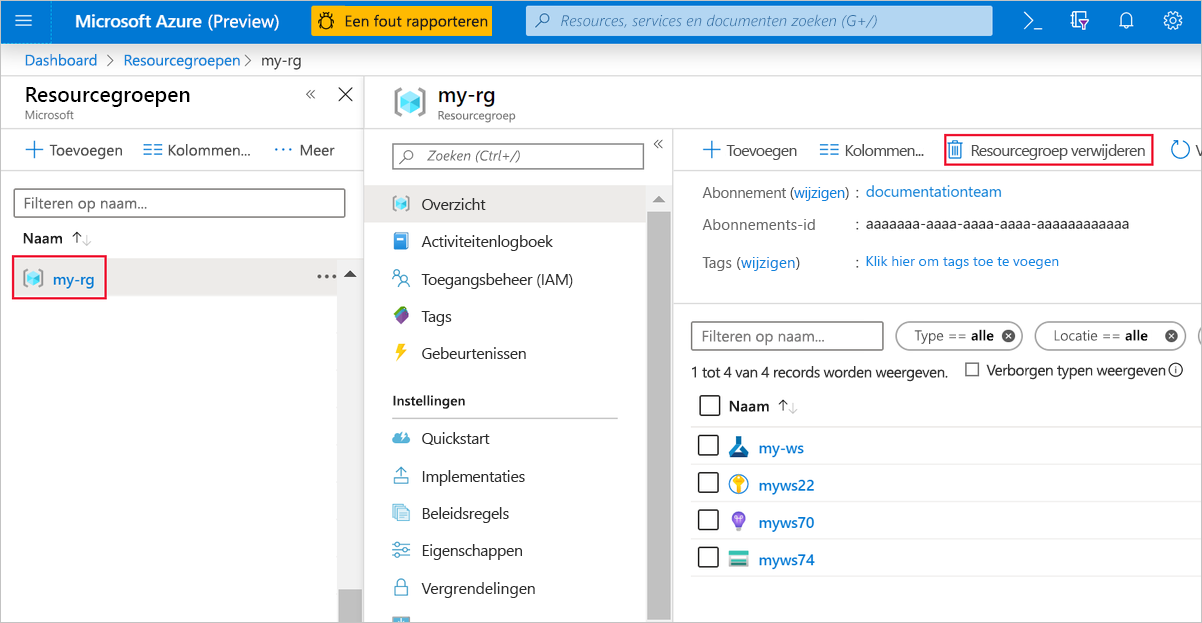 Microsoft Azure (Preview)
Een fout rapporteren
Resources, services en documenten zoeken (G+/)
Dashboard > Resourcegroepen > my-rg
Resourcegroepen
Microsoft
Toevoegen
Kolommen...
Meer
Filteren op naam...
Naam
my-rg
my-rg
Resourcegroep
Zoeken (Ctrl+/)
Overzicht
Activiteitenlogboek
Toegangsbeheer (IAM)
Tags
Gebeurtenissen
Instellingen
Quickstart
Implementaties
Beleidsregels
Eigenschappen
Vergrendelingen
Toevoegen
Kolommen...
Resourcegroep verwijderen
V
Abonnement (wijzigen) : documentationteam
Abonnements-id : aaaaaaa-aaaa-aaaa-aaaa-aaaaaaaaaaaa
Tags (wijzigen) : Klik hier om tags toe te voegen
Filteren op naam...
Type == alle
Locatie == alle
1 tot 4 van 4 records worden weergeven.
Verborgen typen weergeven
Naam
my-ws
myws22
myws70
myws74